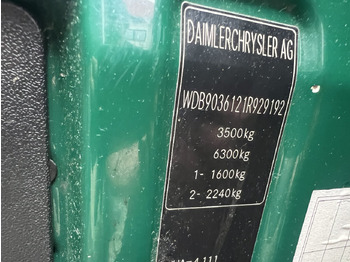 DAIMLERCHRYSLER AG
WDB9036121R929192
3500kg
6300kg
1- 1600kg
2- 2240kg